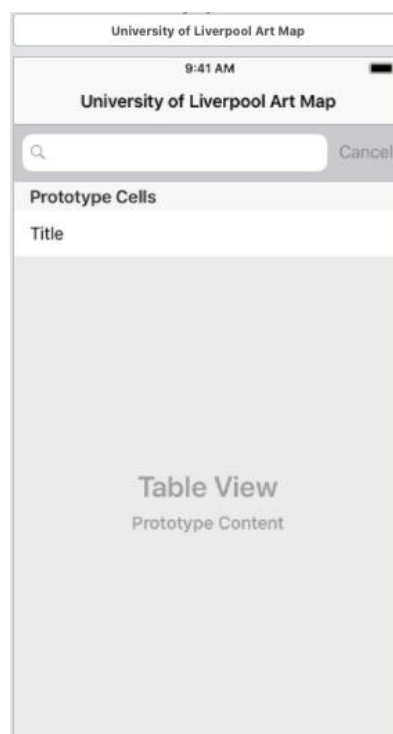 University of Liverpool Art Map
9:41 AM
University of Liverpool Art Map
Cancel
Prototype Cells
Title
Table View
Prototype Content